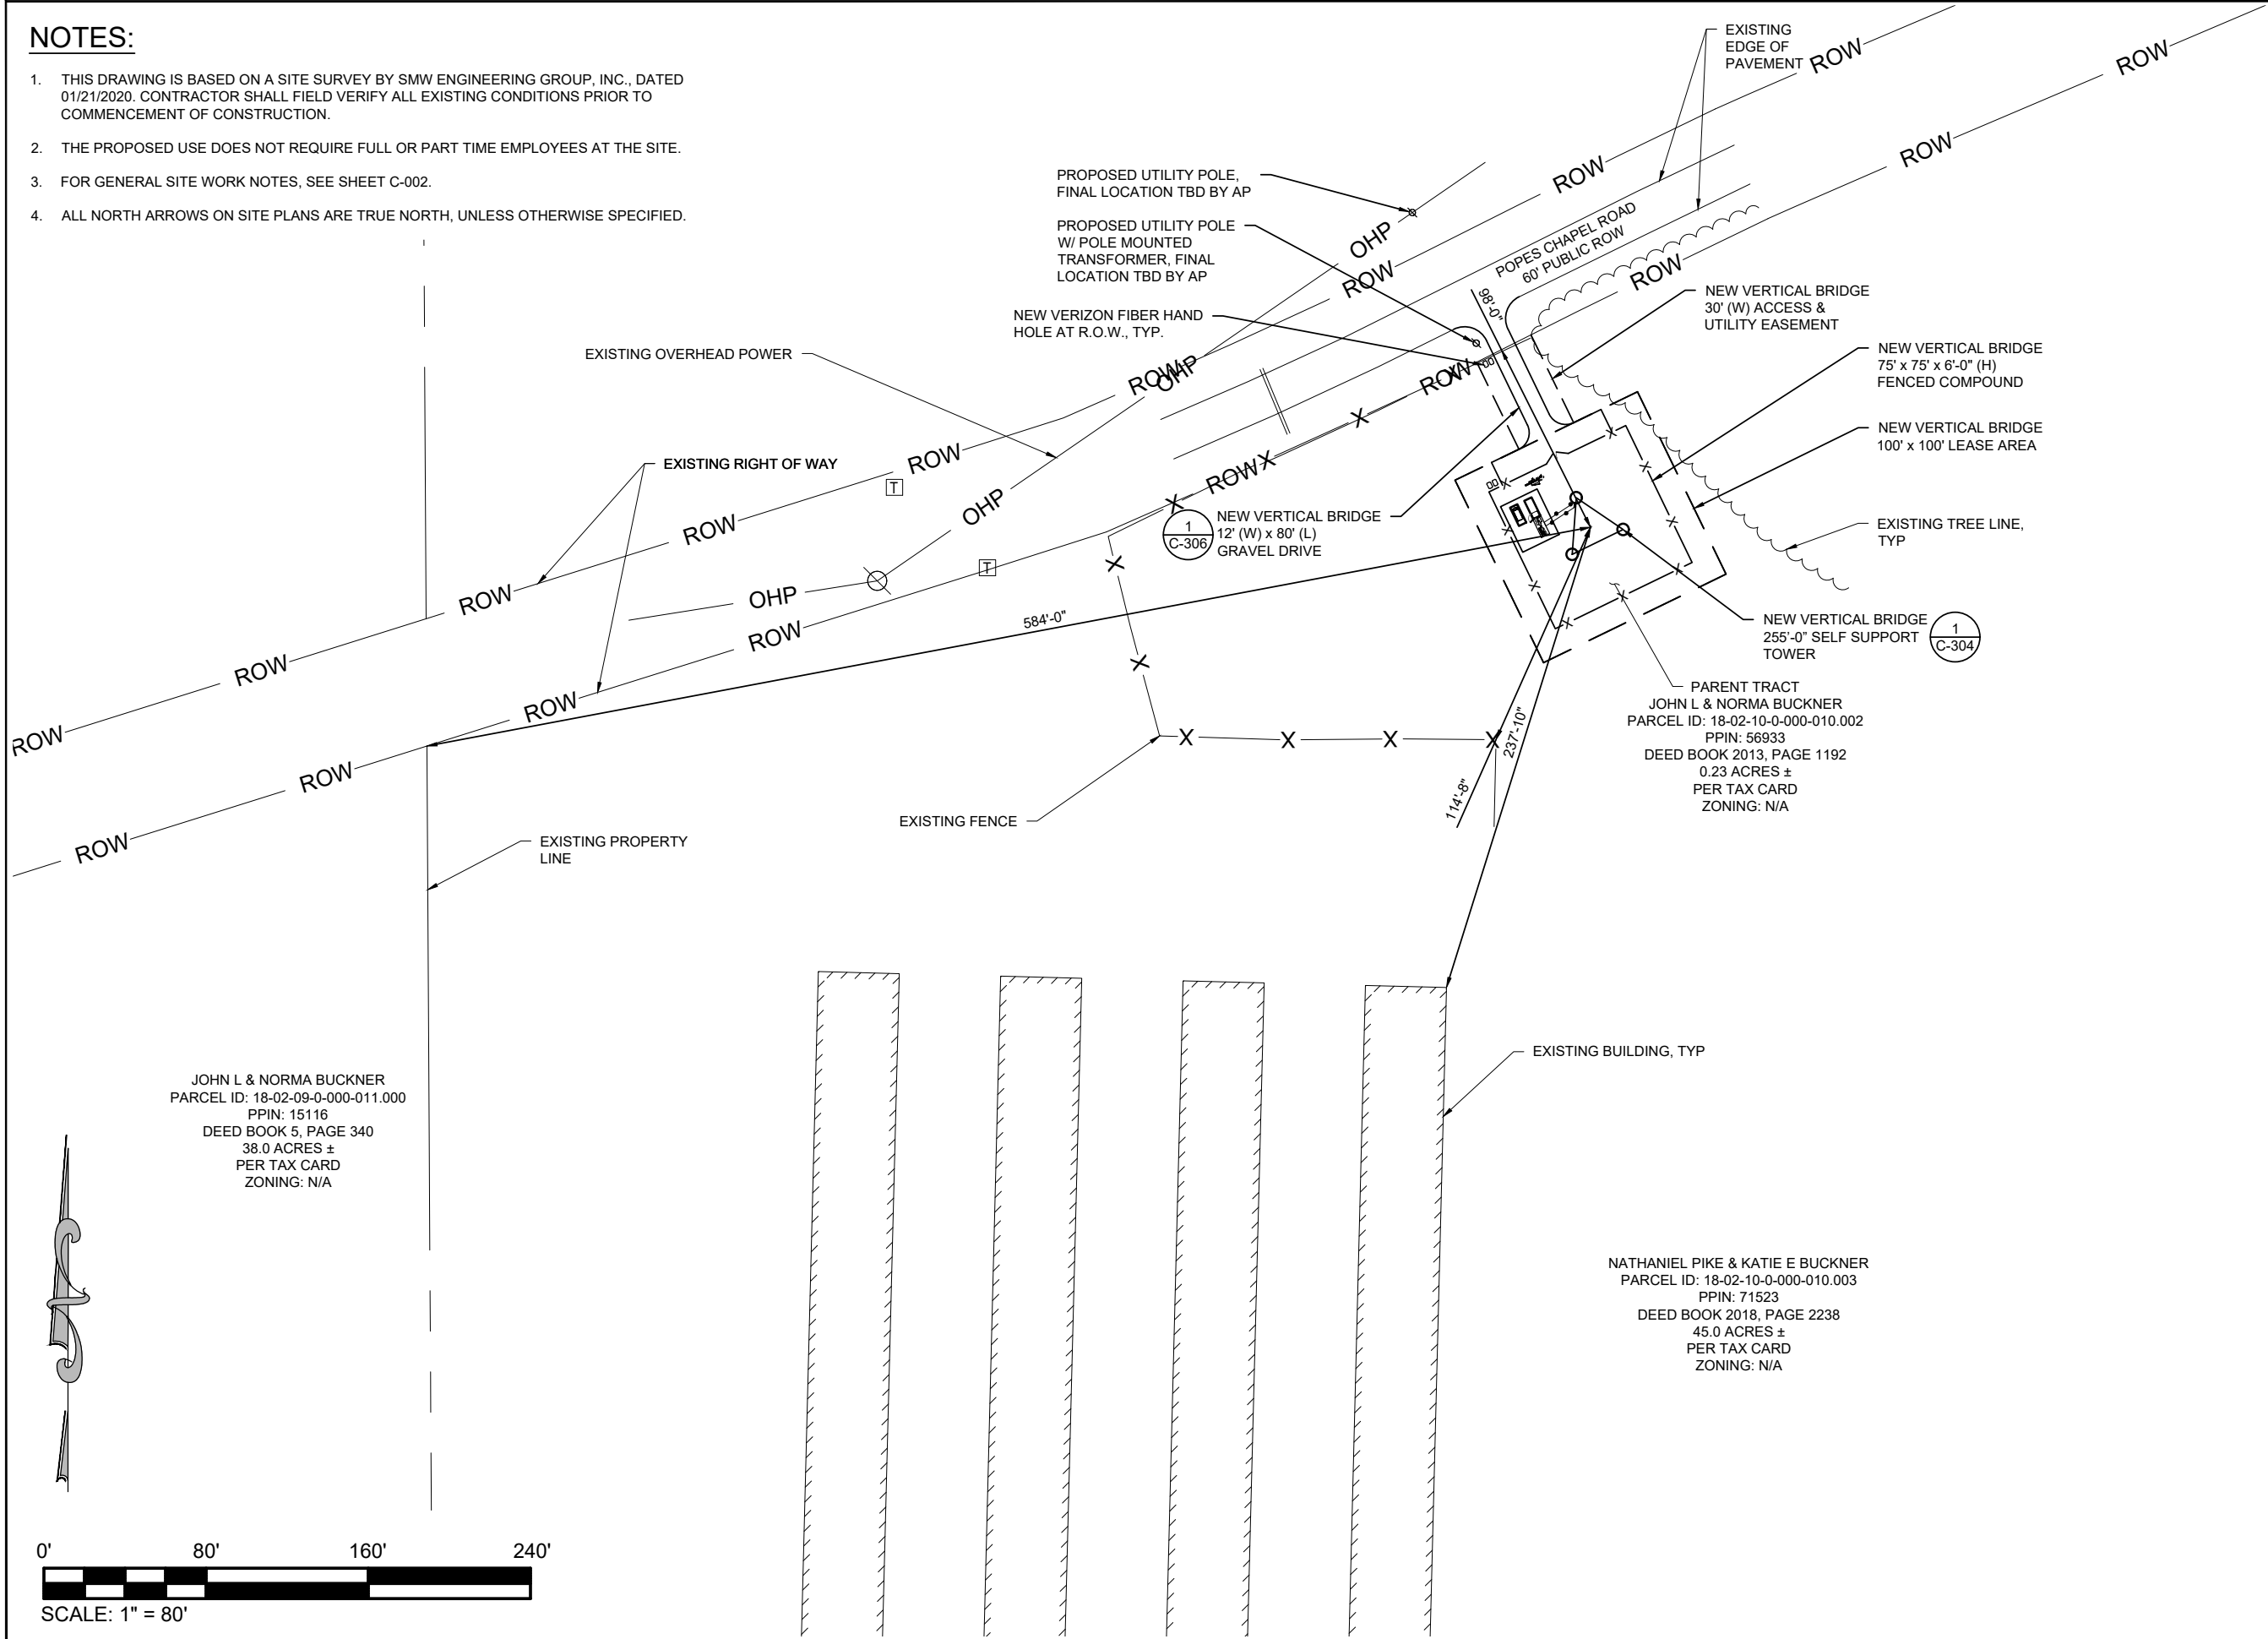 NOTES:
1. THIS DRAWING IS BASED ON A SITE SURVEY BY SMW ENGINEERING GROUP, INC., DATED
01/21/2020. CONTRACTOR SHALL FIELD VERIFY ALL EXISTING CONDITIONS PRIOR TO
COMMENCEMENT OF CONSTRUCTION.
2. THE PROPOSED USE DOES NOT REQUIRE FULL OR PART TIME EMPLOYEES AT THE SITE.
3. FOR GENERAL SITE WORK NOTES, SEE SHEET C-002.
4. ALL NORTH ARROWS ON SITE PLANS ARE TRUE NORTH, UNLESS OTHERWISE SPECIFIED.
EXISTING
EDGE OF
PAVEMENT
ROW
ROW
ROW
ROW
PROPOSED UTILITY POLE,
FINAL LOCATION TBD BY AP
PROPOSED UTILITY POLE
W/ POLE MOUNTED
TRANSFORMER, FINAL
LOCATION TBD BY AP
NEW VERIZON FIBER HAND
HOLE AT R.O.W., TYP.
OHP
ROW
POPES CHAPEL ROAD
60' PUBLIC ROW
ROW
98'-0"
NEW VERTICAL BRIDGE
30' (W) ACCESS &
UTILITY EASEMENT
NEW VERTICAL BRIDGE
75' x 75' x 6'-0" (H)
FENCED COMPOUND
NEW VERTICAL BRIDGE
100' x 100' LEASE AREA
EXISTING TREE LINE,
TYP
EXISTING OVERHEAD POWER
ROW
OHP
ROW
X
X
EXISTING RIGHT OF WAY
ROW
T
ROW
X
X
OHP
1
C-306
NEW VERTICAL BRIDGE
12' (W) x 80' (L)
GRAVEL DRIVE
X
X
X
X
X
X
X
X
X
ROW
T
X
ROW
OHP
584'-0"
ROW
X
NEW VERTICAL BRIDGE
255'-0" SELF SUPPORT
TOWER
1
C-304
ROW
ROW
ROW
X
X
X
X
237'-10"
114'-8"
PARENT TRACT
JOHN L & NORMA BUCKNER
PARCEL ID: 18-02-10-0-000-010.002
PPIN: 56933
DEED BOOK 2013, PAGE 1192
0.23 ACRES ±
PER TAX CARD
ZONING: N/A
ROW
ROW
EXISTING FENCE
EXISTING PROPERTY
LINE
EXISTING BUILDING, TYP
JOHN L & NORMA BUCKNER
PARCEL ID: 18-02-09-0-000-011.000
PPIN: 15116
DEED BOOK 5, PAGE 340
38.0 ACRES ±
PER TAX CARD
ZONING: N/A
NATHANIEL PIKE & KATIE E BUCKNER
PARCEL ID: 18-02-10-0-000-010.003
PPIN: 71523
DEED BOOK 2018, PAGE 2238
45.0 ACRES ±
PER TAX CARD
ZONING: N/A
0' 80' 160' 240'
SCALE: 1" = 80'